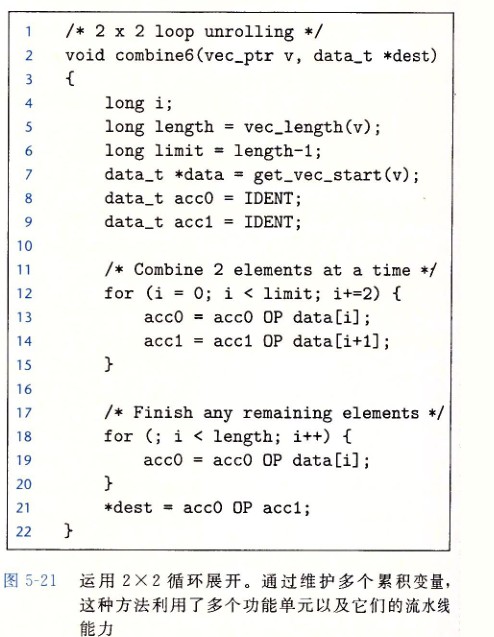 1 /* 2 x 2 loop unrolling */
2 void combine6(vec_ptr v, data_t *dest)
3 {
4     long i;
5     long length = vec_length(v);
6     long limit = length-1;
7     data_t *data = get_vec_start(v);
8     data_t acc0 = IDENT;
9     data_t acc1 = IDENT;
10
11     /* Combine 2 elements at a time */
12     for (i = 0; i < limit; i+=2) {
13         acc0 = acc0 OP data[i];
14         acc1 = acc1 OP data[i+1];
15     }
16
17     /* Finish any remaining elements */
18     for (; i < length; i++) {
19         acc0 = acc0 OP data[i];
20     }
21     *dest = acc0 OP acc1;
22 }
图 5-21 运用 2×2 循环展开。通过维护多个累积变量,
这种方法利用了多个功能单元以及它们的流水线
能力